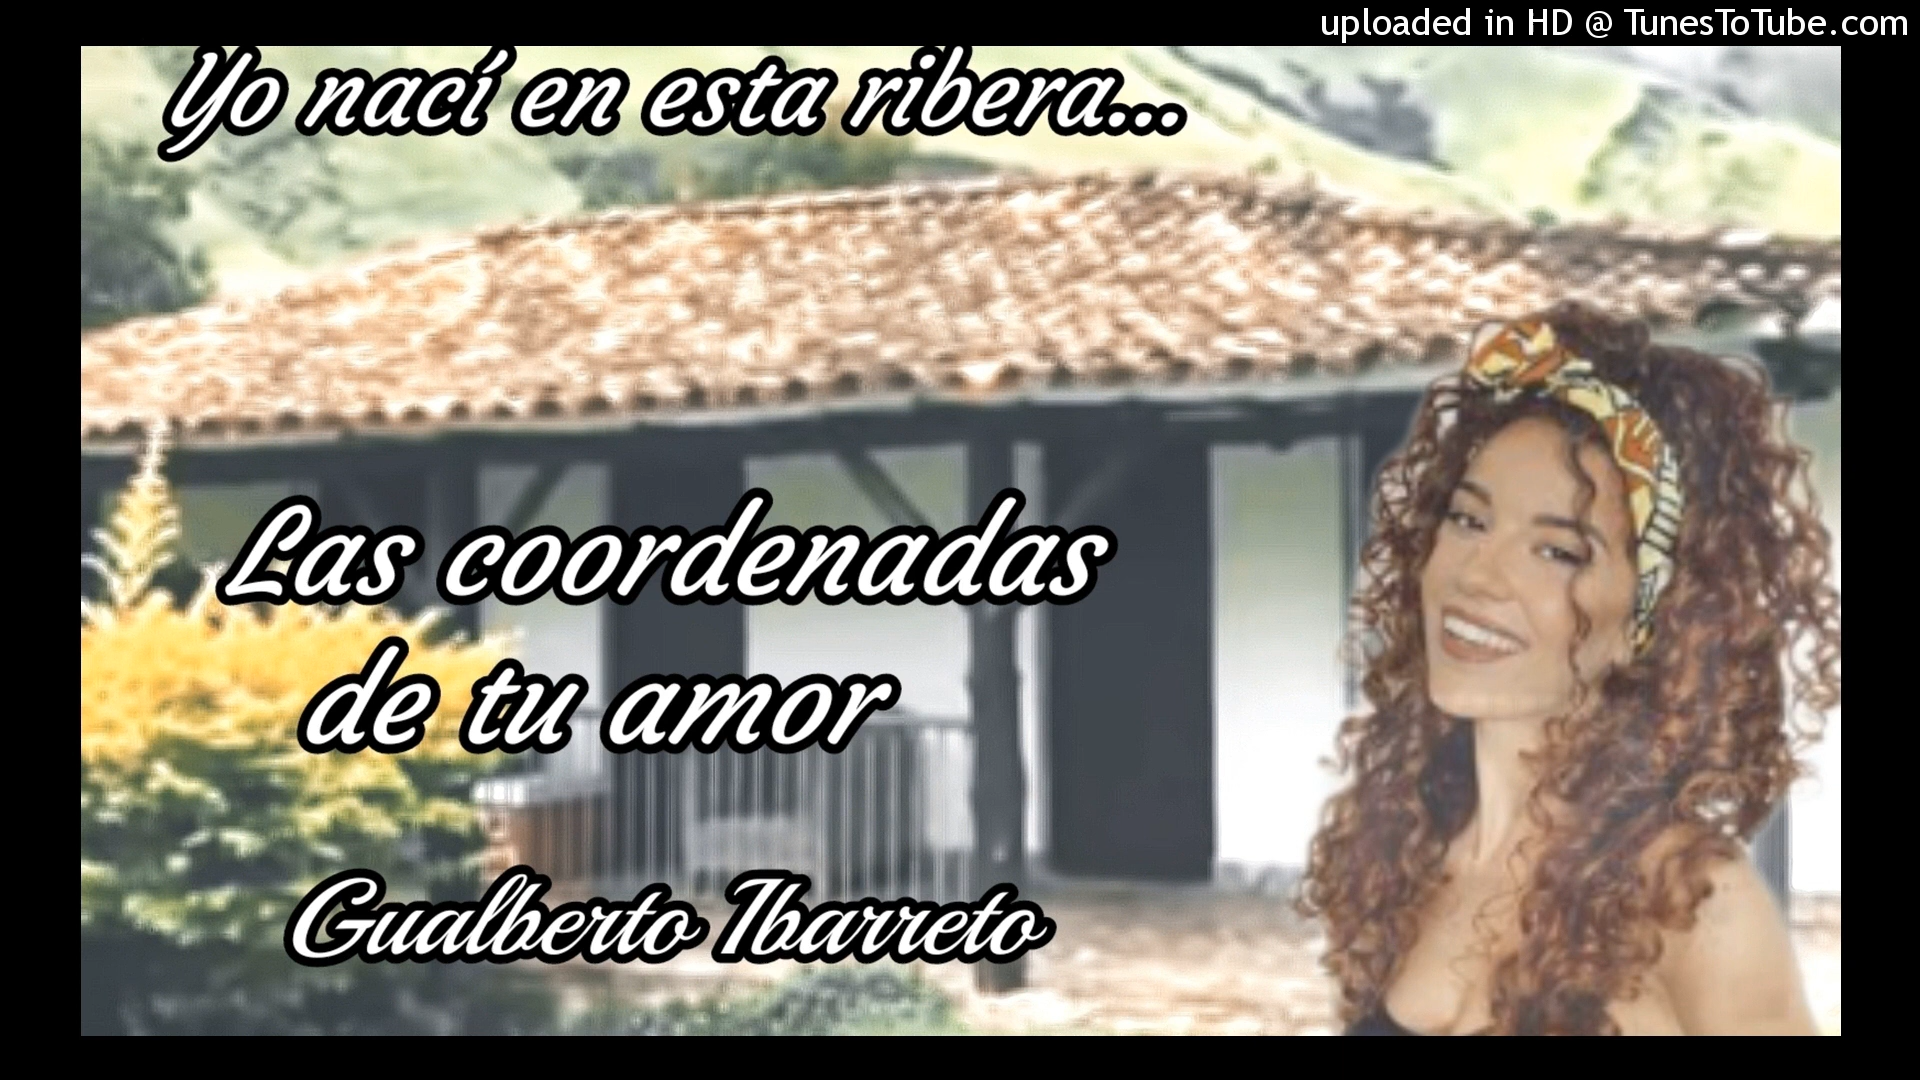 uploaded in HD @ TunesToTube.com
Yo nací en esta ribera...
Las coordenadas
de tu amor
Gualberto Ibarreto